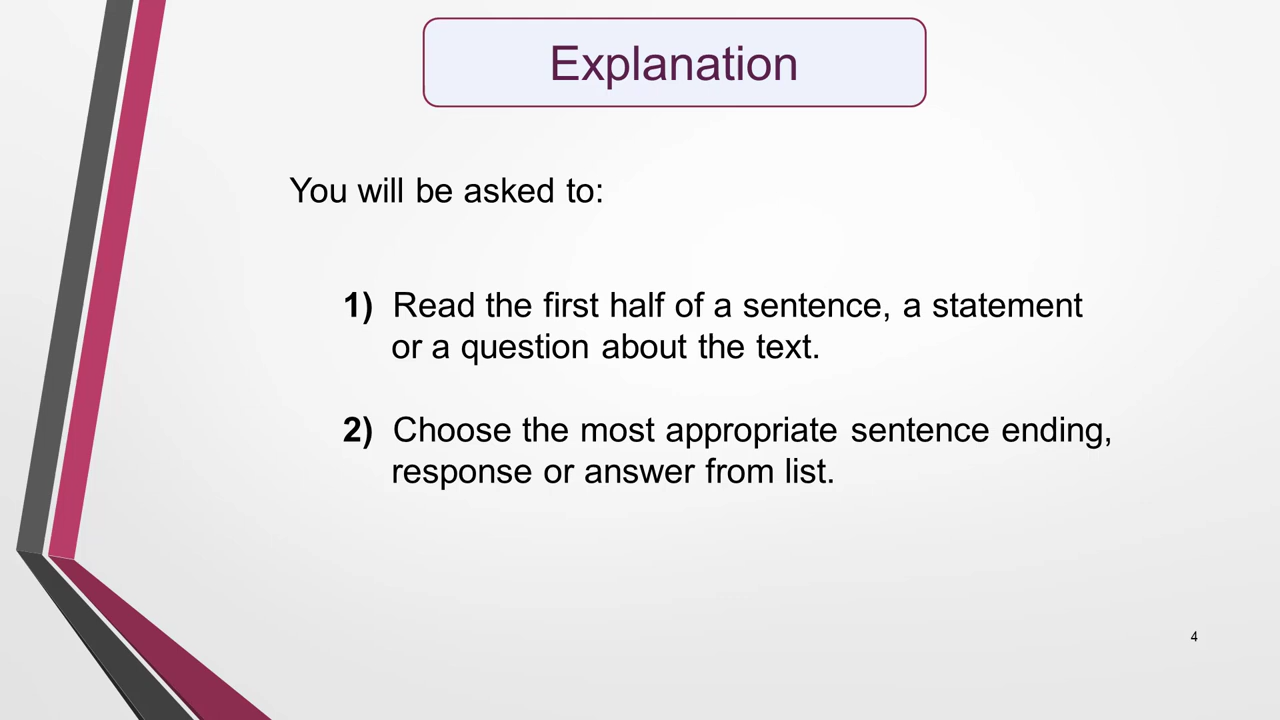 Explanation
You will be asked to:
1) Read the first half of a sentence, a statement
or a question about the text.
2) Choose the most appropriate sentence ending,
response or answer from list.
4